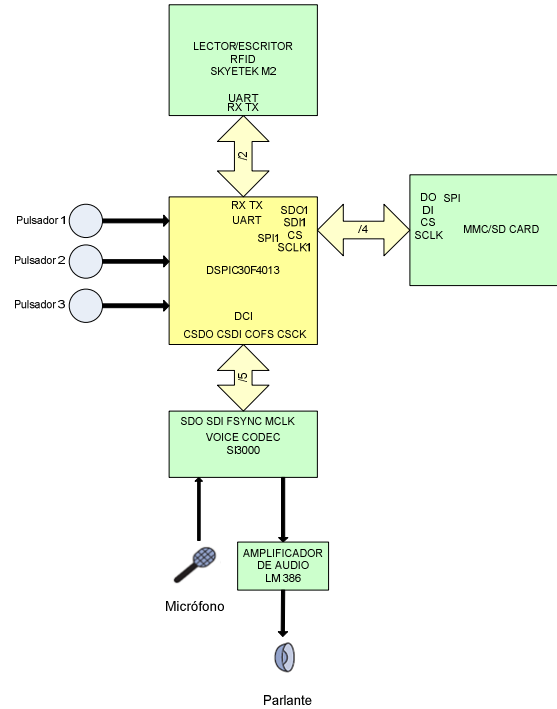 LECTOR/ESCRITOR
RFID
SKYETEK M2
UART
RX TX
/2
RX TX
UART
SDO1
SDI1
SPI1
CS
SCLK1
DSPIC30F4013
DCI
CSDO CSDI COFS CSCK
Pulsador 1
Pulsador 2
Pulsador 3
/4
DO SPI
DI
CS
SCLK
MMC/SD CARD
/5
SDO SDI FSYNC MCLK
VOICE CODEC
SI3000
AMPLIFICADOR
DE AUDIO
LM 386
Micrófono
Parlante